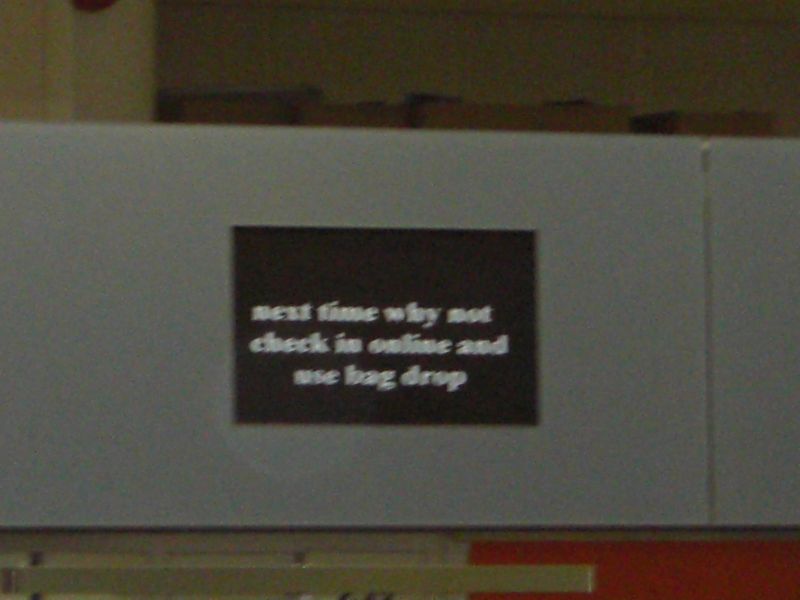 next time why not
check in online and
use bag drop